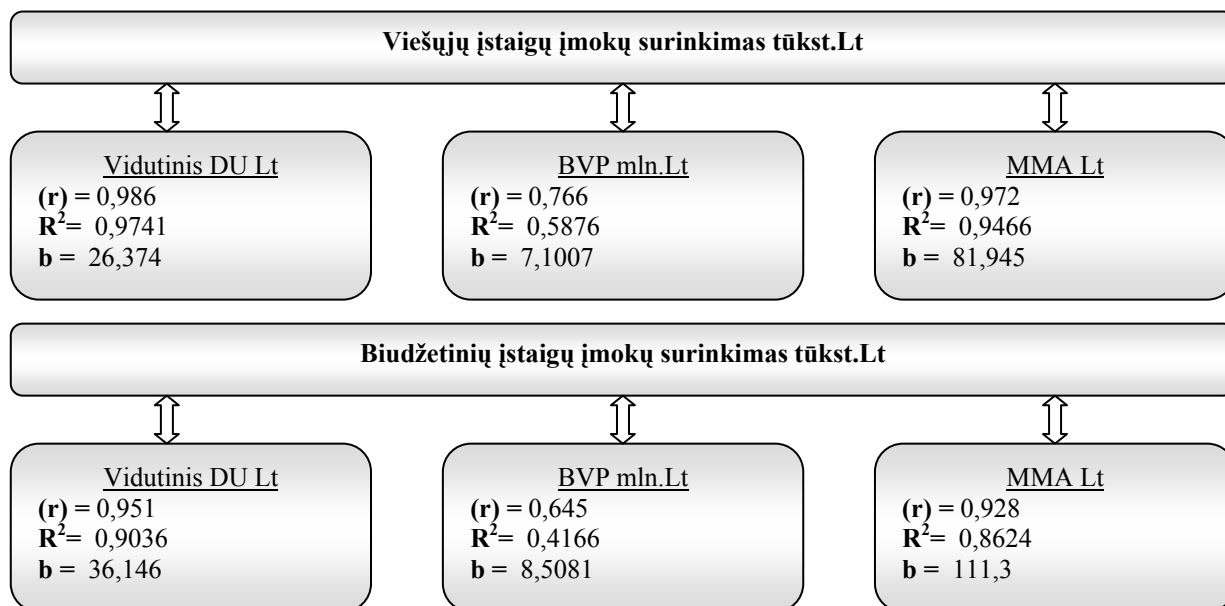 Viešųjų įstaigų įmokų surinkimas tūkst.Lt
Vidutinis DU Lt
(r) = 0,986
R²= 0,9741
b = 26,374
BVP mln.Lt
(r) = 0,766
R²= 0,5876
b = 7,1007
MMA Lt
(r) = 0,972
R²= 0,9466
b = 81,945
Biudžetinių įstaigų įmokų surinkimas tūkst.Lt
Vidutinis DU Lt
(r) = 0,951
R²= 0,9036
b = 36,146
BVP mln.Lt
(r) = 0,645
R²= 0,4166
b = 8,5081
MMA Lt
(r) = 0,928
R²= 0,8624
b = 111,3